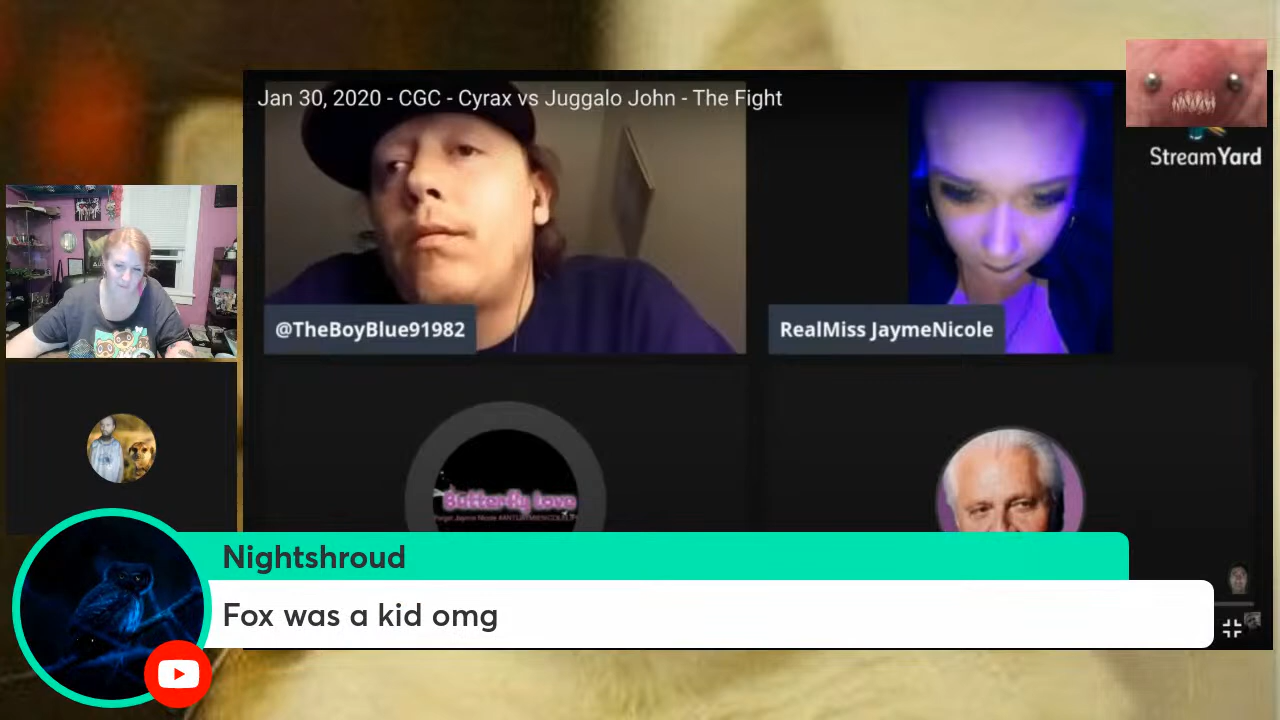 Jan 30, 2020 - CGC - Cyrax vs Juggalo John - The Fight
StreamYard
@TheBoyBlue91982
RealMiss JaymeNicole
Butterfly Love
Nightshroud
Fox was a kid omg